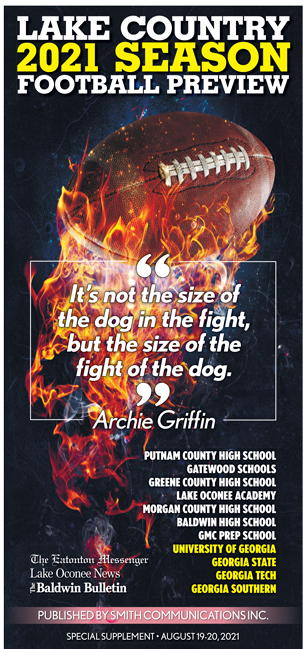 LAKE COUNTRY
2021 SEASON
FOOTBALL PREVIEW
“
It's not the size of
the dog in the fight,
but the size of the
fight of the dog.
”
Archie Griffin
PUTNAM COUNTY HIGH SCHOOL
GATEWOOD SCHOOLS
GREENE COUNTY HIGH SCHOOL
LAKE OCONEE ACADEMY
MORGAN COUNTY HIGH SCHOOL
BALDWIN HIGH SCHOOL
GMC PREP SCHOOL
UNIVERSITY OF GEORGIA
GEORGIA STATE
GEORGIA TECH
GEORGIA SOUTHERN
The Eatonton Messenger
Lake Oconee News
The Baldwin Bulletin
PUBLISHED BY SMITH COMMUNICATIONS INC.
SPECIAL SUPPLEMENT • AUGUST 19-20, 2021